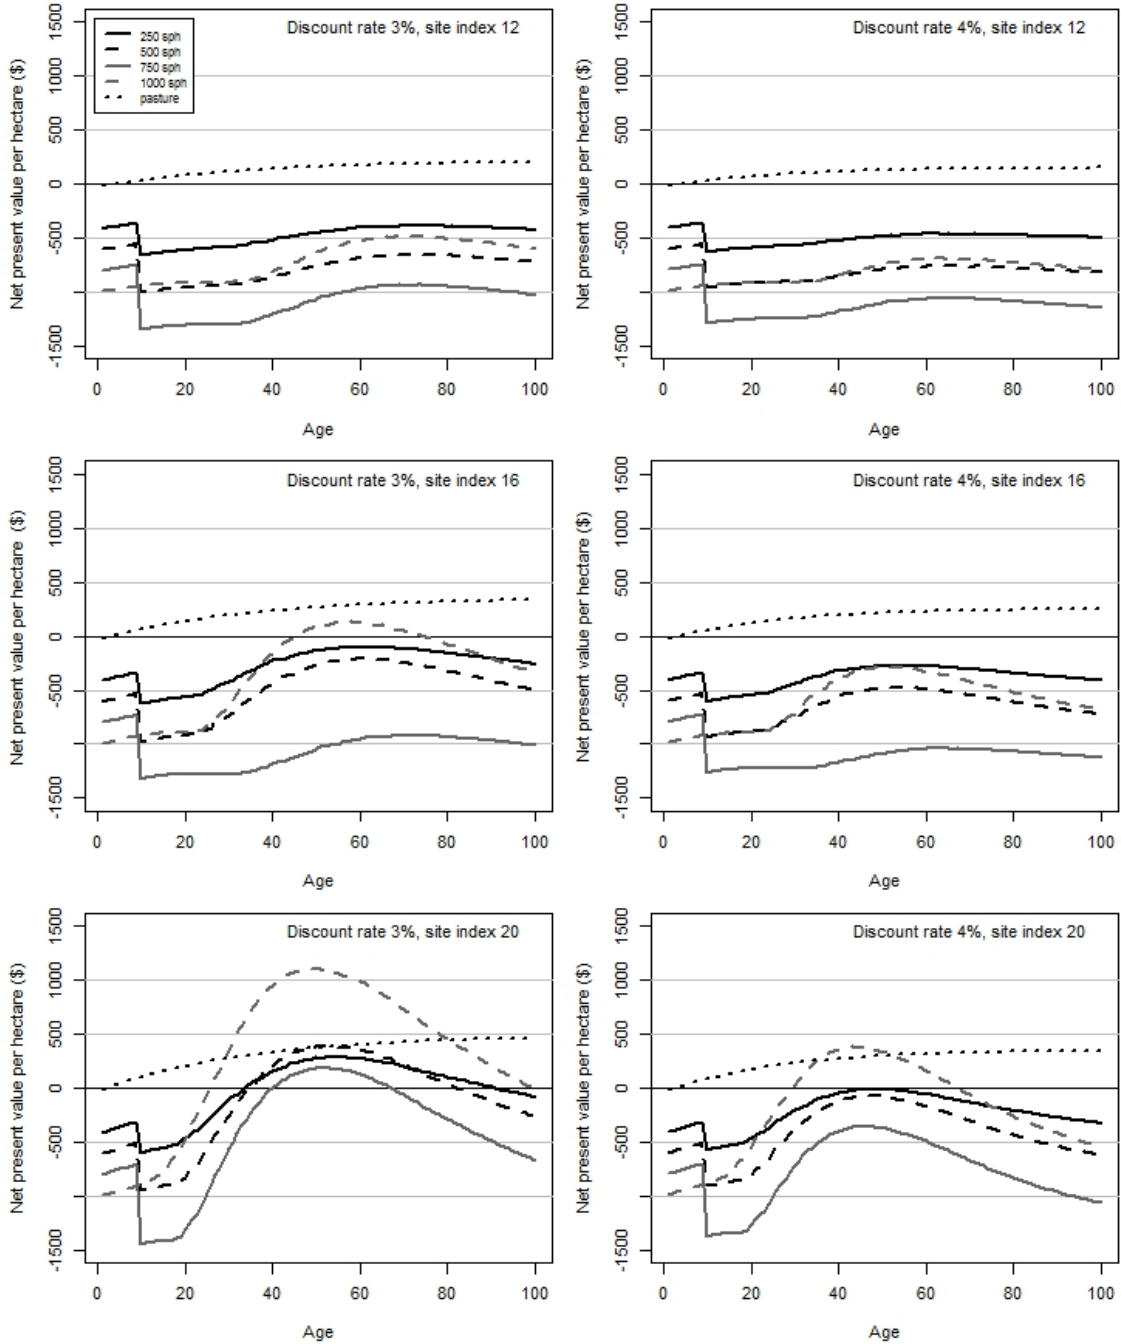 Discount rate 3%, site index 12
250 sph
500 sph
750 sph
1000 sph
pasture
Net present value per hectare ($)
1500
1000
500
0
-500
-1500
0 20 40 60 80 100
Age
Discount rate 4%, site index 12
Net present value per hectare ($)
1500
1000
500
0
-500
-1500
0 20 40 60 80 100
Age
Discount rate 3%, site index 16
Net present value per hectare ($)
1500
1000
500
0
-500
-1500
0 20 40 60 80 100
Age
Discount rate 4%, site index 16
Net present value per hectare ($)
1500
1000
500
0
-500
-1500
0 20 40 60 80 100
Age
Discount rate 3%, site index 20
Net present value per hectare ($)
1500
1000
500
0
-500
-1500
0 20 40 60 80 100
Age
Discount rate 4%, site index 20
Net present value per hectare ($)
1500
1000
500
0
-500
-1500
0 20 40 60 80 100
Age